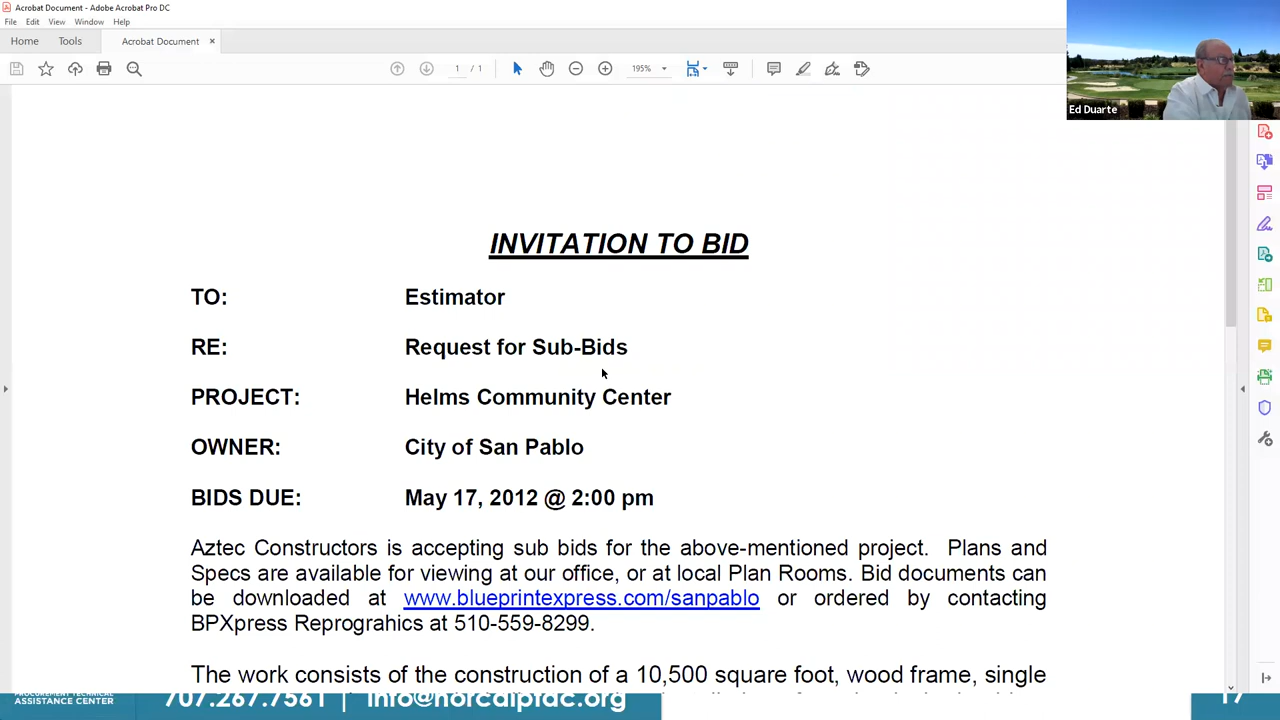 Acrobat Document - Adobe Acrobat Pro DC
File Edit View Window Help
Home Tools Acrobat Document ×
1 / 1 195%
Ed Duarte
INVITATION TO BID
TO: Estimator
RE: Request for Sub-Bids
PROJECT: Helms Community Center
OWNER: City of San Pablo
BIDS DUE: May 17, 2012 @ 2:00 pm
Aztec Constructors is accepting sub bids for the above-mentioned project. Plans and
Specs are available for viewing at our office, or at local Plan Rooms. Bid documents can
be downloaded at www.blueprintexpress.com/sanpablo or ordered by contacting
BPXpress Reprograhics at 510-559-8299.
The work consists of the construction of a 10,500 square foot, wood frame, single
PROCUREMENT TECHNICAL
ASSISTANCE CENTER
707.267.7561 | info@norcalptac.org
17